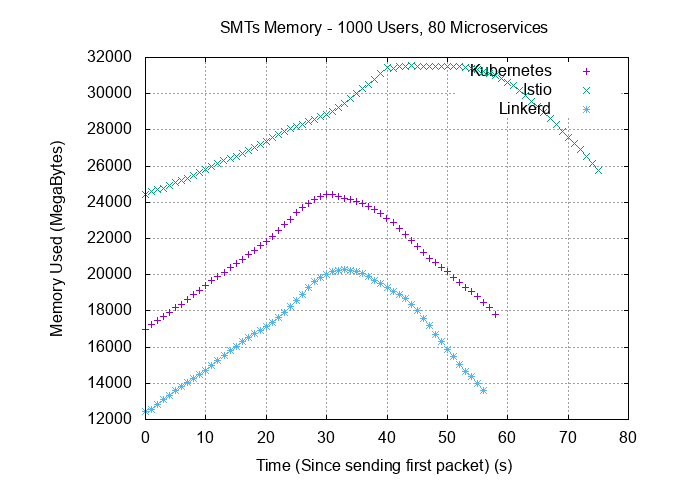 SMTs Memory - 1000 Users, 80 Microservices
32000
30000
28000
26000
24000
22000
20000
18000
16000
14000
12000
Memory Used (MegaBytes)
Kubernetes
Istio
Linkerd
0 10 20 30 40 50 60 70 80
Time (Since sending first packet) (s)